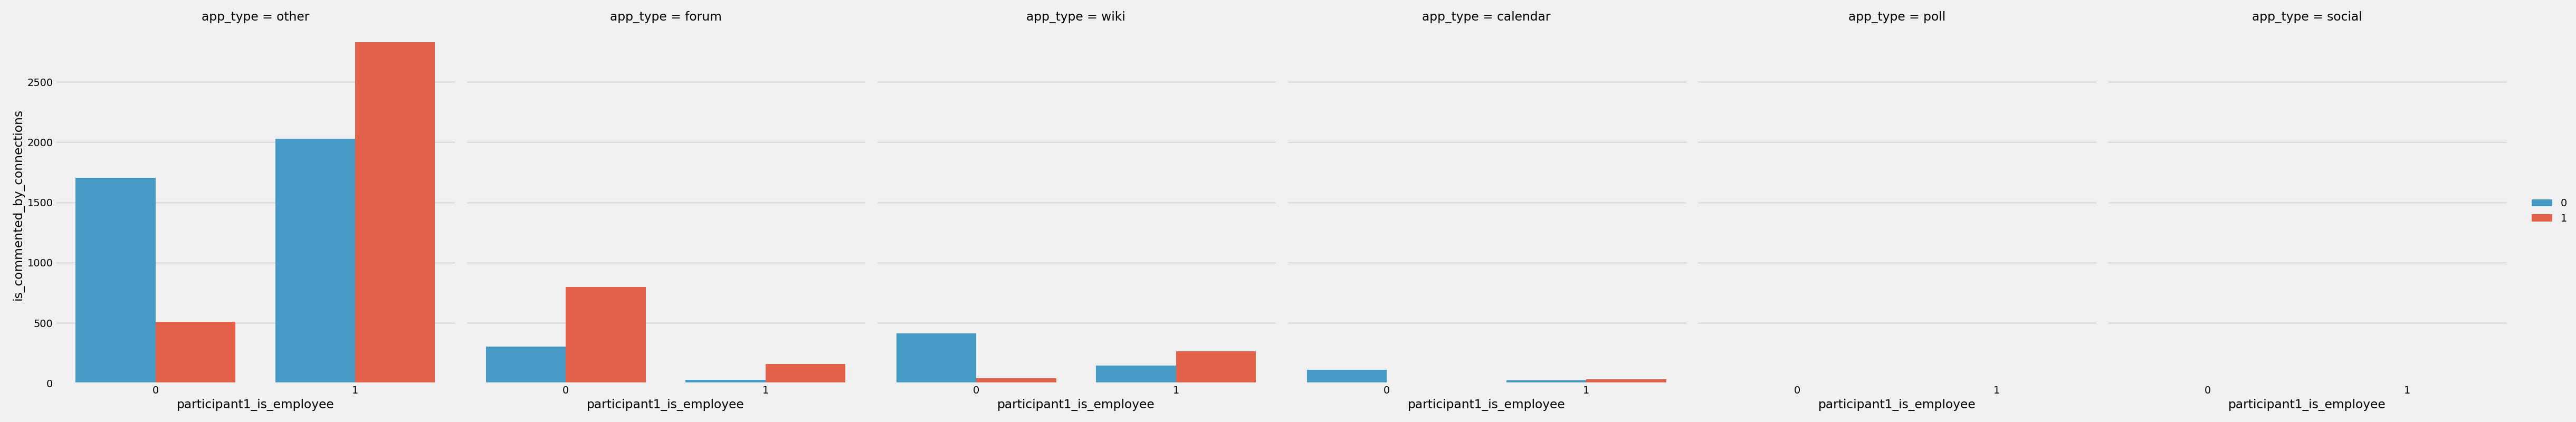 app_type = other
app_type = forum
app_type = wiki
app_type = calendar
app_type = poll
app_type = social
is_commented_by_connections
2500
2000
1500
1000
500
0
0 1
0 1
0 1
0 1
0 1
0 1
participant1_is_employee
participant1_is_employee
participant1_is_employee
participant1_is_employee
participant1_is_employee
participant1_is_employee
0
1